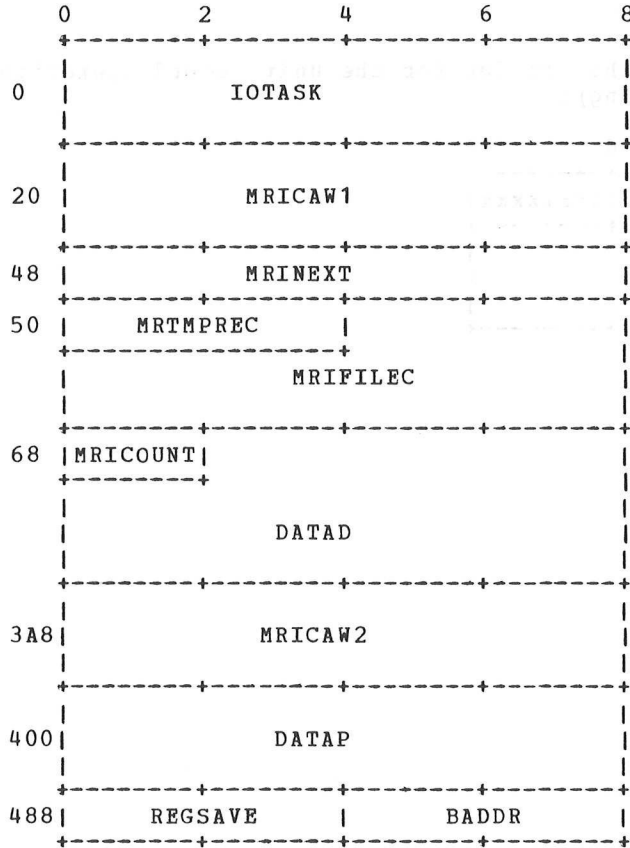 0 2 4 6 8
0 IOTASK
20 MRICAW1
48 MRINEXT
50 MRTMPREC
MRIFILEC
68 MRICOUNT
DATAD
3A8 MRICAW2
400 DATAP
488 REGSAVE BADDR